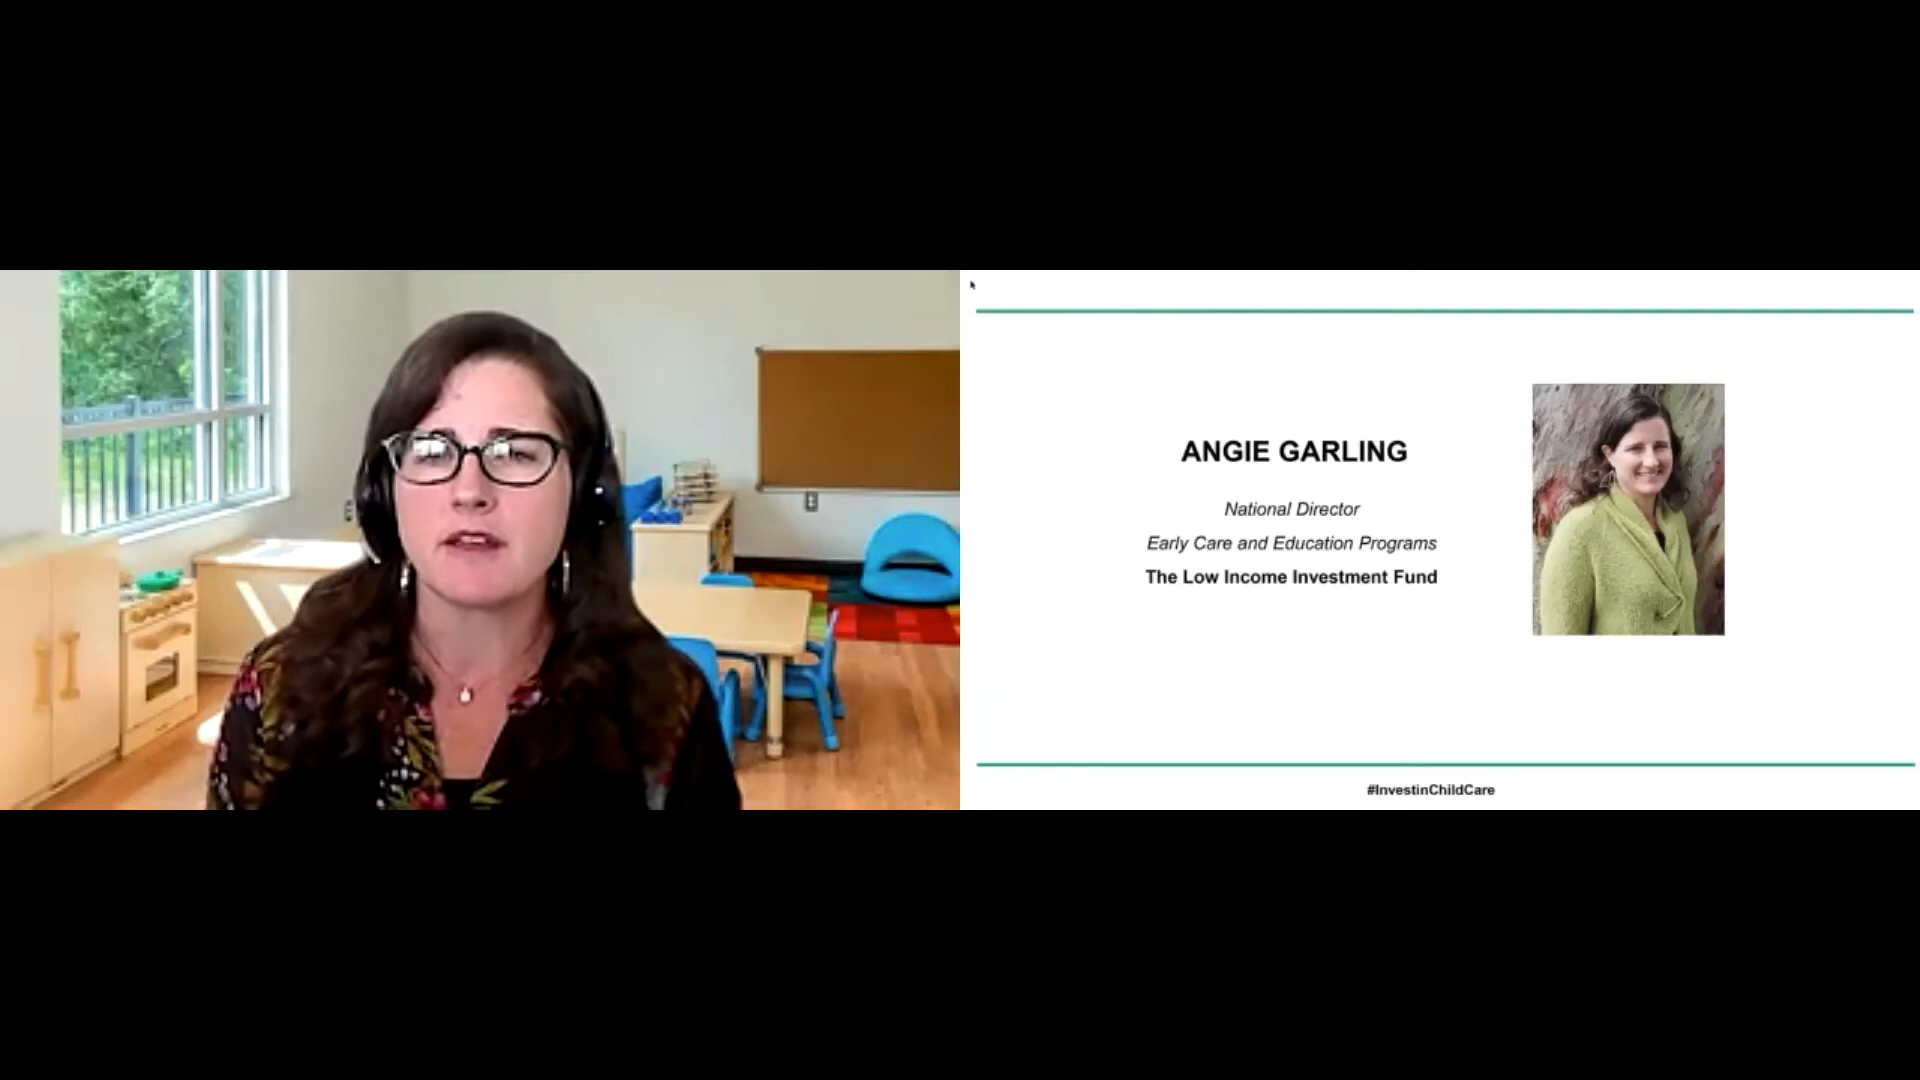 ANGIE GARLING
National Director
Early Care and Education Programs
The Low Income Investment Fund
#InvestinChildCare